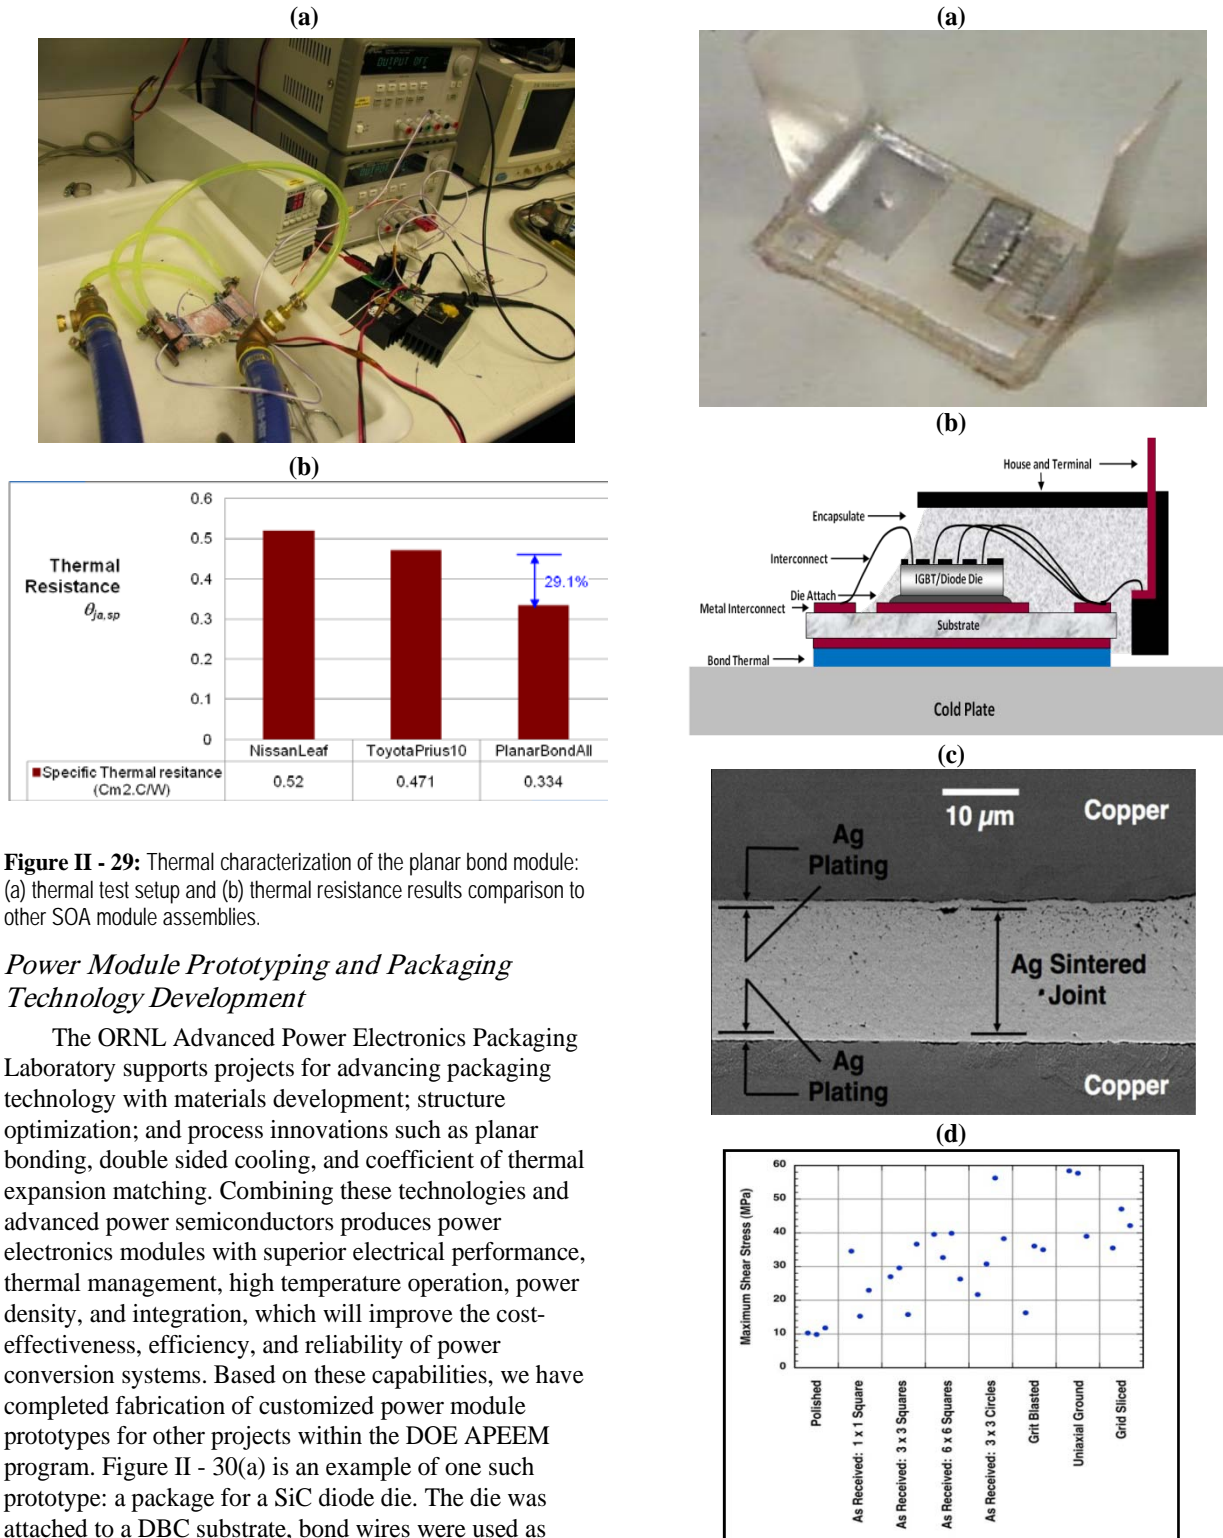 (a)
OUTPUT OFF
(b)
0.6
0.5
0.4
0.3
0.2
0.1
0
Thermal
Resistance
θja,sp
29.1%
NissanLeaf
ToyotaPrius10
PlanarBondAll
Specific Thermal resitance
(Cm2.C/W)
0.52
0.471
0.334
Figure II - 29: Thermal characterization of the planar bond module:
(a) thermal test setup and (b) thermal resistance results comparison to
other SOA module assemblies.
Power Module Prototyping and Packaging
Technology Development
The ORNL Advanced Power Electronics Packaging
Laboratory supports projects for advancing packaging
technology with materials development; structure
optimization; and process innovations such as planar
bonding, double sided cooling, and coefficient of thermal
expansion matching. Combining these technologies and
advanced power semiconductors produces power
electronics modules with superior electrical performance,
thermal management, high temperature operation, power
density, and integration, which will improve the cost-
effectiveness, efficiency, and reliability of power
conversion systems. Based on these capabilities, we have
completed fabrication of customized power module
prototypes for other projects within the DOE APEEM
program. Figure II - 30(a) is an example of one such
prototype: a package for a SiC diode die. The die was
attached to a DBC substrate, bond wires were used as
(a)
(b)
House and Terminal
Encapsulate
Interconnect
IGBT/Diode Die
Die Attach
Metal Interconnect
Substrate
Bond Thermal
Cold Plate
(c)
10 µm
Copper
Ag
Plating
Ag Sintered
Joint
Ag
Plating
Copper
(d)
Maximum Shear Stress (MPa)
60
50
40
30
20
10
0
Polished
As Received: 1 x 1 Square
As Received: 3 x 3 Squares
As Received: 6 x 6 Squares
As Received: 3 x 3 Circles
Grit Blasted
Uniaxial Ground
Grid Sliced